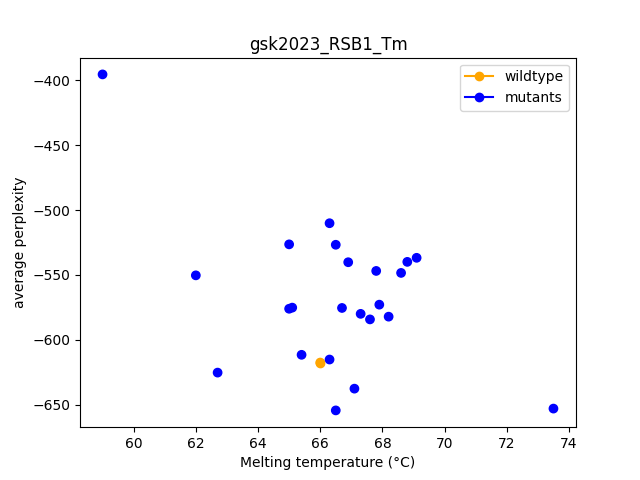 gsk2023_RSB1_Tm
wildtype
mutants
−400
−450
−500
−550
−600
−650
average perplexity
60 62 64 66 68 70 72 74
Melting temperature (°C)